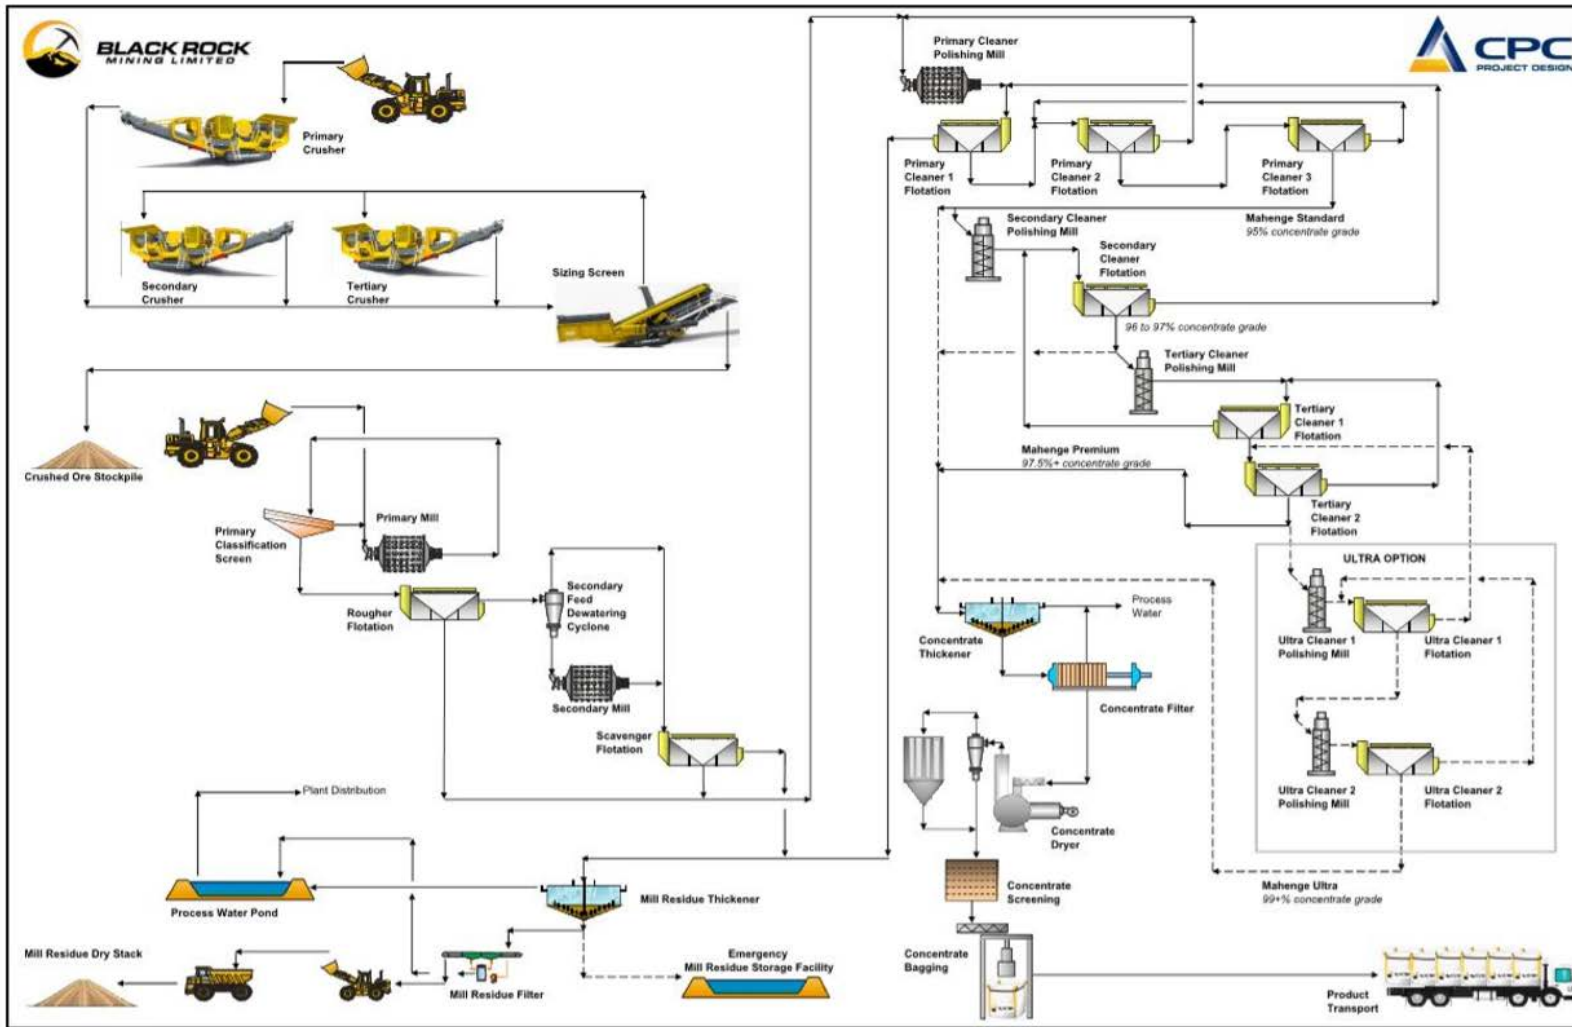 BLACK ROCK
MINING LIMITED
CPC
PROJECT DESIGN
Primary
Crusher
Secondary
Crusher
Tertiary
Crusher
Sizing Screen
Crushed Ore Stockpile
Primary
Classification
Screen
Primary Mill
Rougher
Flotation
Secondary
Feed
Dewatering
Cyclone
Secondary Mill
Scavenger
Flotation
Plant Distribution
Process Water Pond
Mill Residue Thickener
Mill Residue Dry Stack
Mill Residue Filter
Emergency
Mill Residue Storage Facility
Primary Cleaner
Polishing Mill
Primary
Cleaner 1
Flotation
Primary
Cleaner 2
Flotation
Primary
Cleaner 3
Flotation
Mahenge Standard
95% concentrate grade
Secondary Cleaner
Polishing Mill
Secondary
Cleaner
Flotation
96 to 97% concentrate grade
Tertiary Cleaner
Polishing Mill
Tertiary
Cleaner 1
Flotation
Mahenge Premium
97.5%+ concentrate grade
Tertiary
Cleaner 2
Flotation
ULTRA OPTION
Ultra Cleaner 1
Polishing Mill
Ultra Cleaner 1
Flotation
Ultra Cleaner 2
Polishing Mill
Ultra Cleaner 2
Flotation
Mahenge Ultra
99+% concentrate grade
Process
Water
Concentrate
Thickener
Concentrate Filter
Concentrate
Dryer
Concentrate
Screening
Concentrate
Bagging
Product
Transport